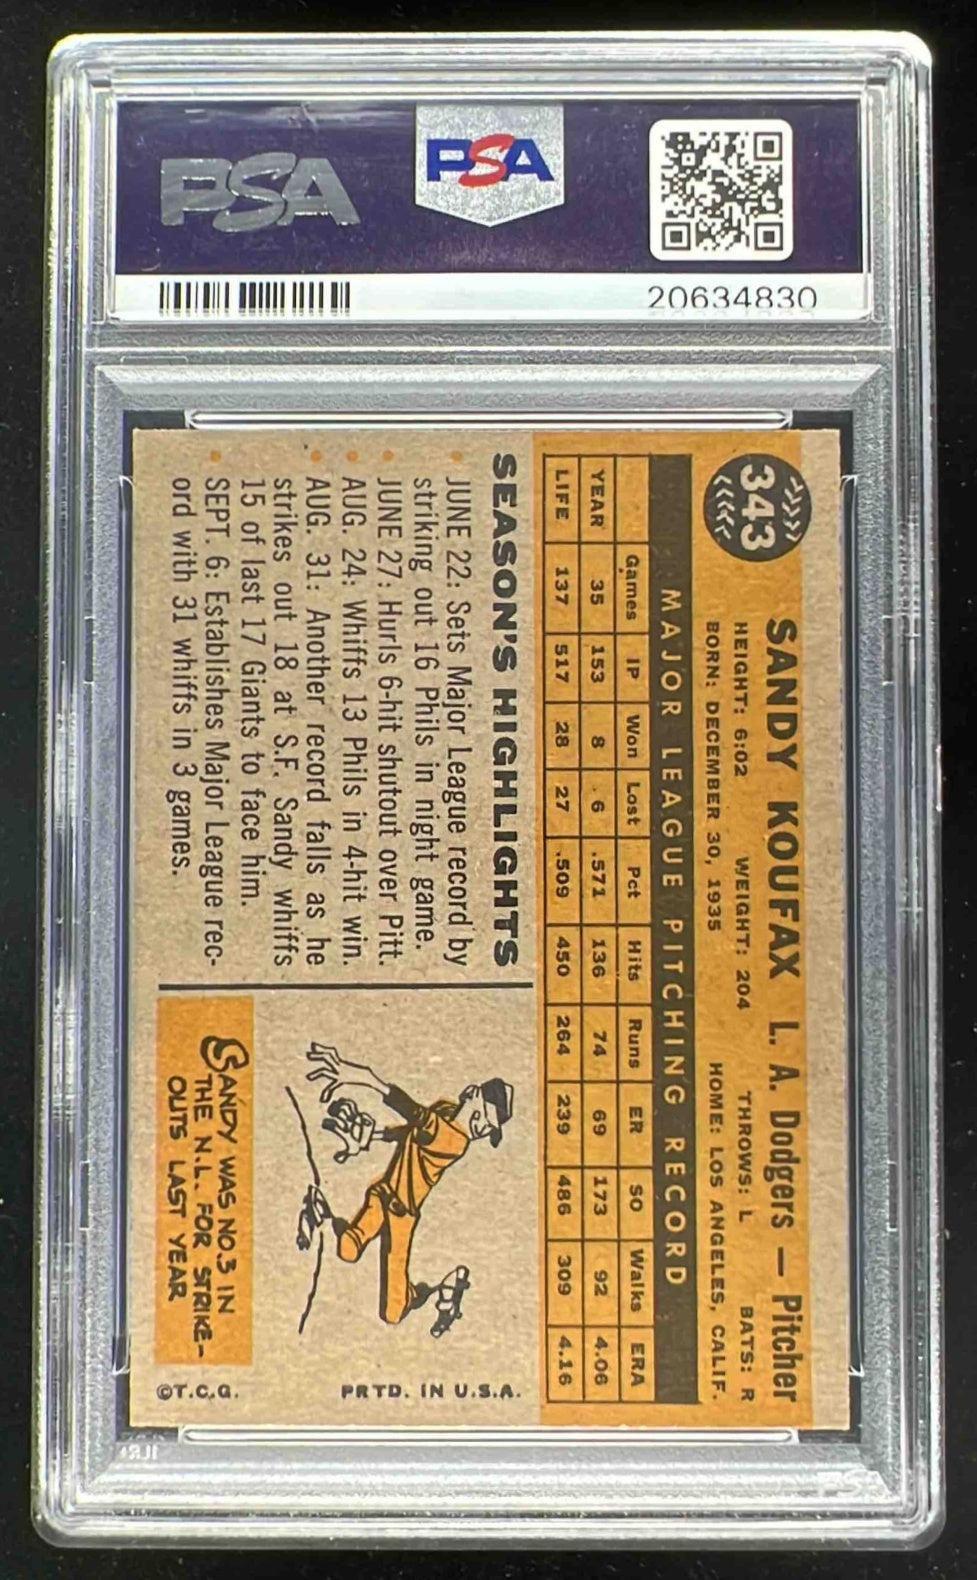 PSA
PSA
20634830
343
SANDY KOUFAX L. A. Dodgers — Pitcher
HEIGHT: 6:02 WEIGHT: 204 THROWS: L BATS: R
BORN: DECEMBER 30, 1935 HOME: LOS ANGELES, CALIF.
MAJOR LEAGUE PITCHING RECORD
Games IP Won Lost Pct Hits Runs ER SO Walks ERA
YEAR 35 153 8 6 .571 136 74 69 173 92 4.06
LIFE 137 517 28 27 .509 450 264 239 486 309 4.16
SEASON'S HIGHLIGHTS
JUNE 22: Sets Major League record by
striking out 16 Phils in night game.
JUNE 27: Hurls 6-hit shutout over Pitt.
AUG. 24: Whiffs 13 Phils in 4-hit win.
AUG. 31: Another record falls as he
strikes out 18 at S.F. Sandy whiffs
15 of last 17 Giants to face him.
SEPT. 6: Establishes Major League rec-
ord with 31 whiffs in 3 games.
SANDY WAS NO.3 IN
THE N.L. FOR STRIKE-
OUTS LAST YEAR
PRTD. IN U.S.A.
©T.C.G.
PSA